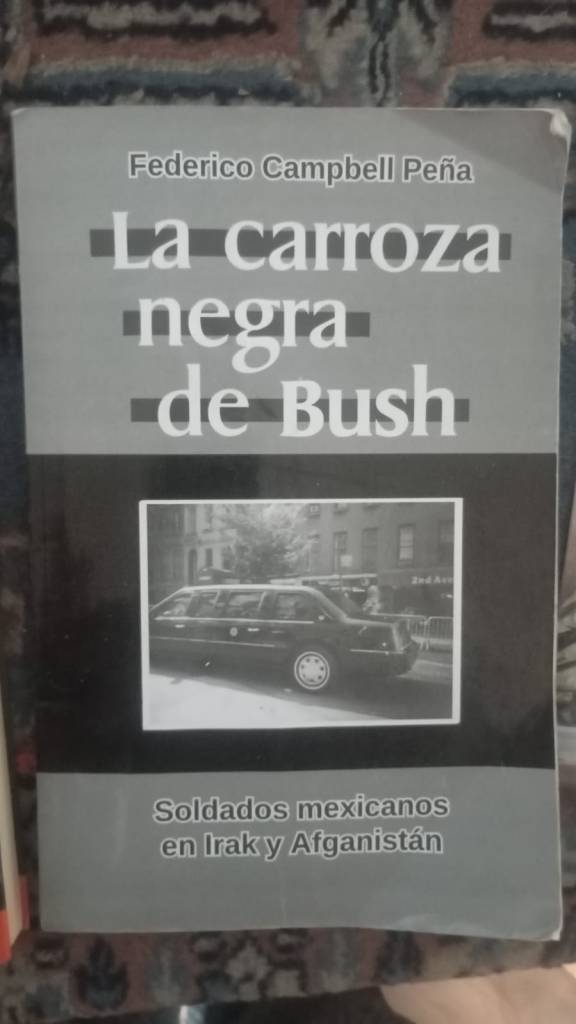 Federico Campbell Peña
La carroza
negra
de Bush
2nd Ave
Soldados mexicanos
en Irak y Afganistán